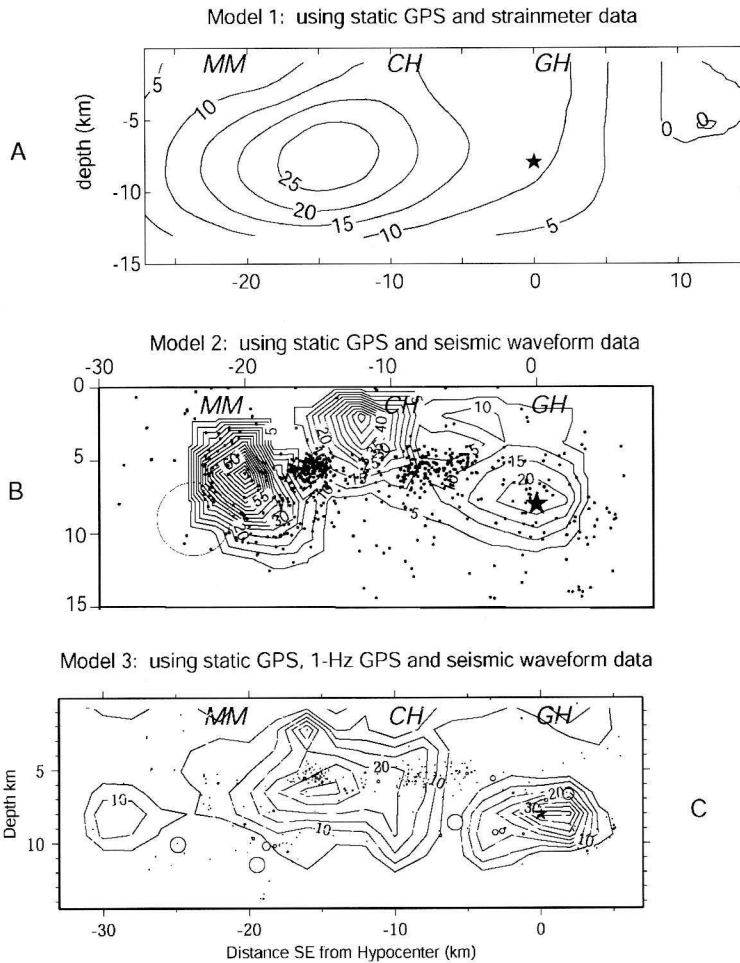 Model 1: using static GPS and strainmeter data
MM CH GH
5 10 25 20 15 10 5 0 0
A
depth (km)
-5
-10
-15
-20 -10 0 10
Model 2: using static GPS and seismic waveform data
-30 -20 -10 0
MM CH GH
B
0
5
10
15
5 20 40 10 15 20 5
Model 3: using static GPS, 1-Hz GPS and seismic waveform data
MM CH GH
C
Depth km
5
10
10 20 10 10 20 30 10
-30 -20 -10 0
Distance SE from Hypocenter (km)